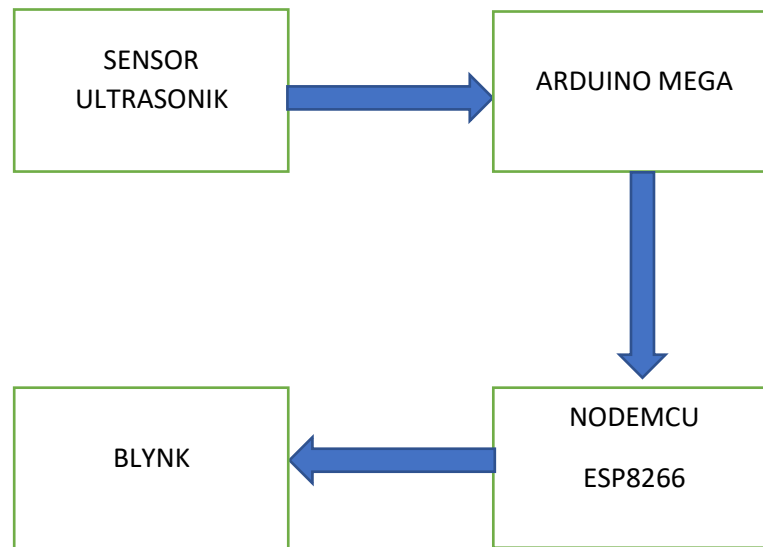 SENSOR
ULTRASONIK
ARDUINO MEGA
BLYNK
NODEMCU
ESP8266